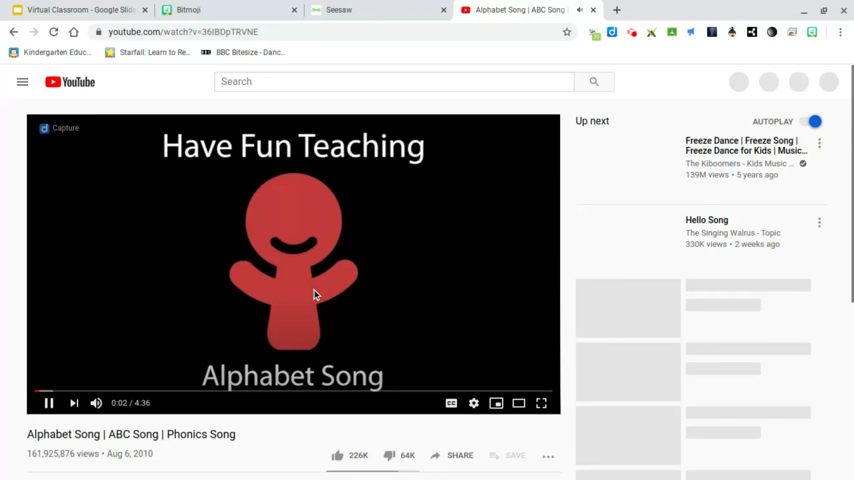 Virtual Classroom - Google Slide
Bitmoji
Seesaw
Alphabet Song | ABC Song |
youtube.com/watch?v=36IBDpTRVNE
Kindergarten Educ...
Starfall: Learn to Re...
BBC Bitesize - Danc...
YouTube
Search
Capture
Have Fun Teaching
Alphabet Song
0:02 / 4:36
CC
Alphabet Song | ABC Song | Phonics Song
161,925,876 views • Aug 6, 2010
226K
64K
SHARE
SAVE
Up next
AUTOPLAY
Freeze Dance | Freeze Song |
Freeze Dance for Kids | Music...
The Kiboomers - Kids Music ...
139M views • 5 years ago
Hello Song
The Singing Walrus - Topic
330K views • 2 weeks ago